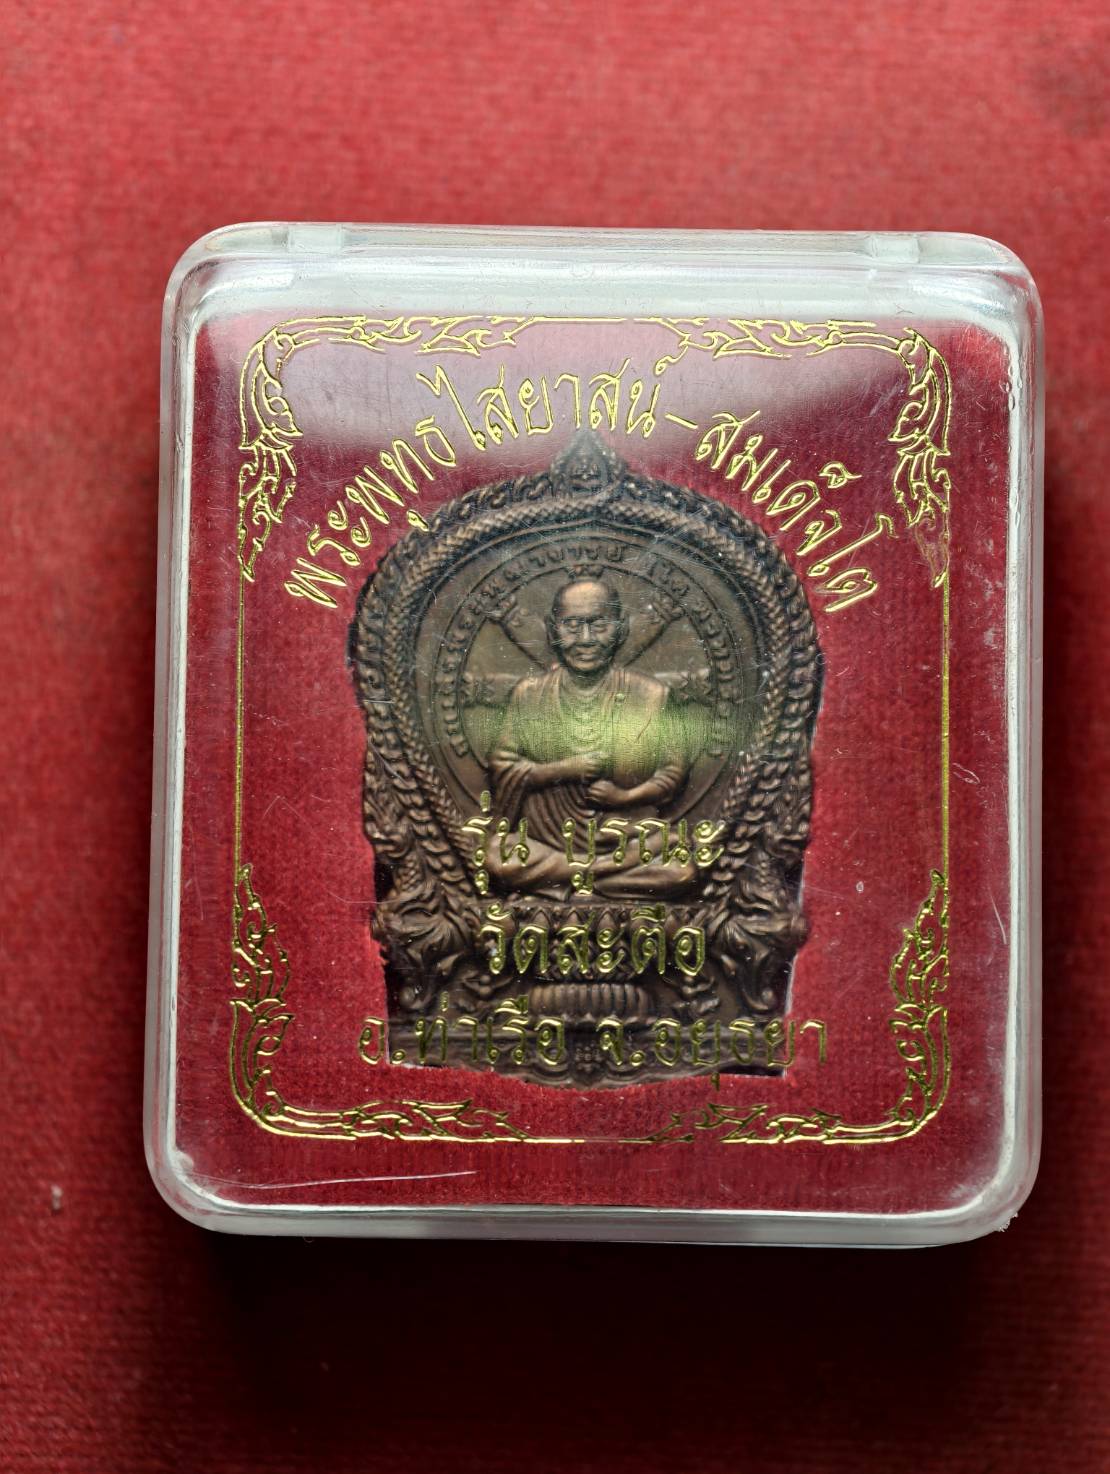 พระพุทธไสยาสน์-สมเด็จโต
รุ่น บูรณะ
วัดสะตือ
อ.ท่าเรือ จ.อยุธยา